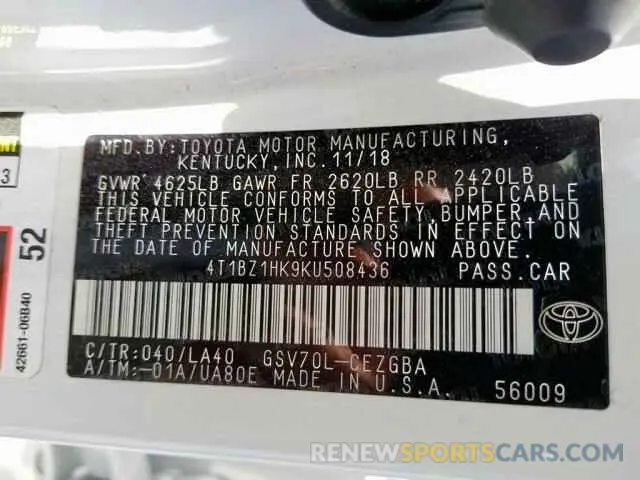 MFD. BY: TOYOTA MOTOR MANUFACTURING,
KENTUCKY, INC. 11/18
GVWR 4625LB GAWR FR 2620LB RR 2420LB
THIS VEHICLE CONFORMS TO ALL APPLICABLE
FEDERAL MOTOR VEHICLE SAFETY, BUMPER, AND
THEFT PREVENTION STANDARDS IN EFFECT ON
THE DATE OF MANUFACTURE SHOWN ABOVE.
4T1BZ1HK9KU508436 PASS.CAR
C/TR: 040/LA40 GSV70L-CEZGBA
A/TM: -01A/UA80E MADE IN U.S.A. 56009
52
42661-06B40
3
RENEWSPORTSCARS.COM